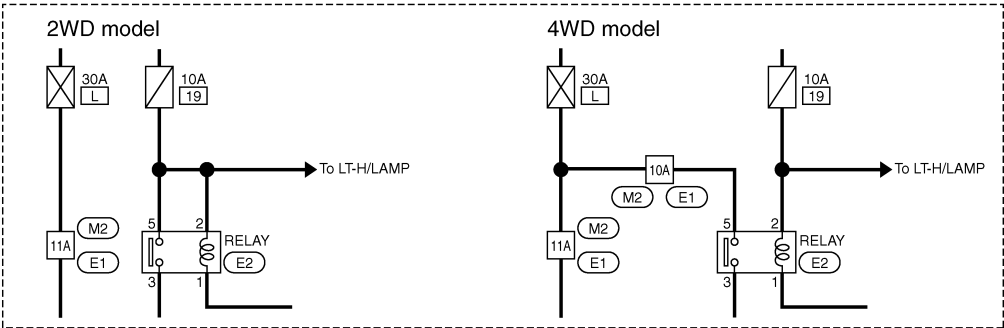 2WD model
30A
L
10A
19
To LT-H/LAMP
5
2
11A
M2
E1
RELAY
E2
3
1
4WD model
30A
L
10A
19
10A
M2
E1
To LT-H/LAMP
11A
M2
E1
5
2
RELAY
E2
3
1